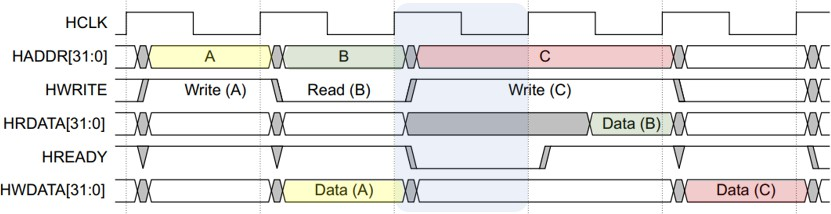 HCLK
HADDR[31:0] A B C
HWRITE Write (A) Read (B) Write (C)
HRDATA[31:0] Data (B)
HREADY
HWDATA[31:0] Data (A) Data (C)